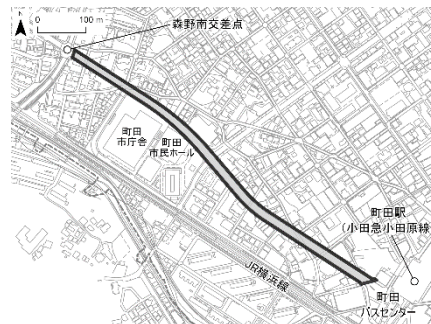 N
0 100 m
森野南交差点
町田
市庁舎
町田
市民ホール
町田駅
(小田急小田原線)
JR横浜線
町田
バスセンター